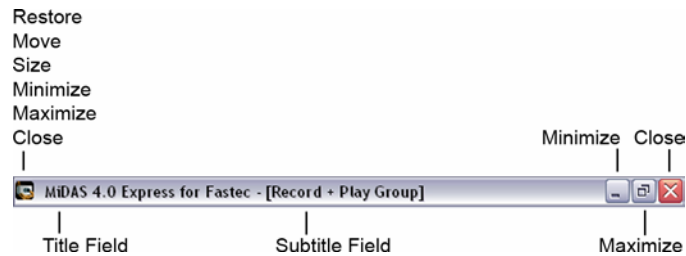 Restore
Move
Size
Minimize
Maximize
Close
Minimize Close
MiDAS 4.0 Express for Fastec - [Record + Play Group]
Title Field Subtitle Field Maximize